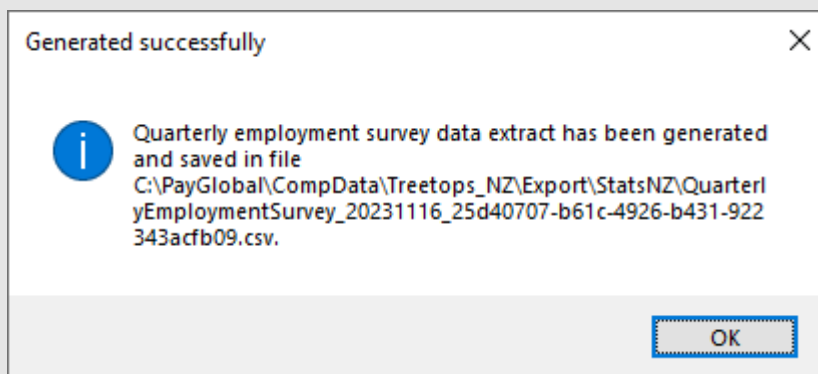 Generated successfully
Quarterly employment survey data extract has been generated
and saved in file
C:\PayGlobal\CompData\Treetops_NZ\Export\StatsNZ\Quarterl
yEmploymentSurvey_20231116_25d40707-b61c-4926-b431-922
343acfb09.csv.
OK